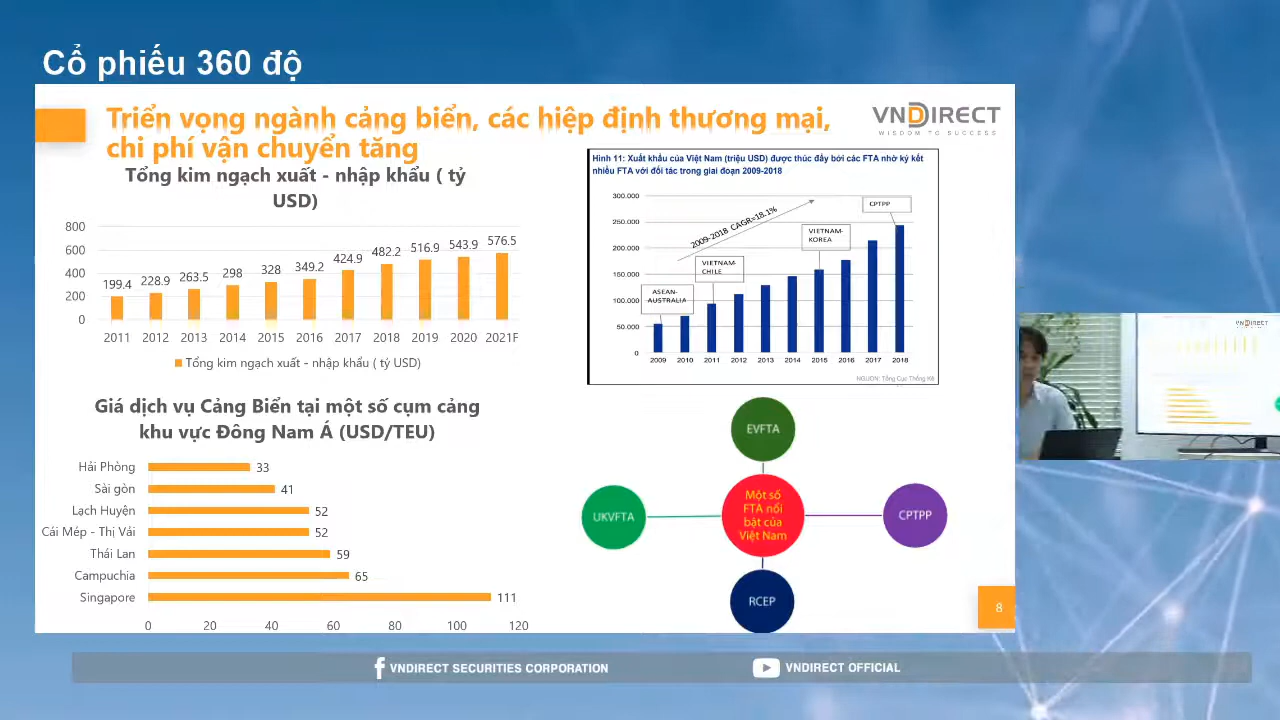 Cổ phiếu 360 độ
Triển vọng ngành cảng biển, các hiệp định thương mại,
chi phí vận chuyển tăng
VNDIRECT
WISDOM TO SUCCESS
Tổng kim ngạch xuất - nhập khẩu ( tỷ
USD)
800
600
400
200
0
199.4
228.9
263.5
298
328
349.2
424.9
482.2
516.9
543.9
576.5
2011
2012
2013
2014
2015
2016
2017
2018
2019
2020
2021F
Tổng kim ngạch xuất - nhập khẩu ( tỷ USD)
Hình 11: Xuất khẩu của Việt Nam (triệu USD) được thúc đẩy bởi các FTA nhờ ký kết
nhiều FTA với đối tác trong giai đoạn 2009-2018
300.000
250.000
200.000
150.000
100.000
50.000
0
2009-2018 CAGR=18.1%
ASEAN-
AUSTRALIA
VIETNAM-
CHILE
VIETNAM-
KOREA
CPTPP
2009
2010
2011
2012
2013
2014
2015
2016
2017
2018
NGUỒN: Tổng Cục Thống Kê
Giá dịch vụ Cảng Biển tại một số cụm cảng
khu vực Đông Nam Á (USD/TEU)
Hải Phòng 33
Sài gòn 41
Lạch Huyện 52
Cái Mép - Thị Vải 52
Thái Lan 59
Campuchia 65
Singapore 111
0 20 40 60 80 100 120
EVFTA
UKVFTA
Một số
FTA nổi
bật của
Việt Nam
CPTPP
RCEP
8
VNDIRECT
VNDIRECT SECURITIES CORPORATION
VNDIRECT OFFICIAL